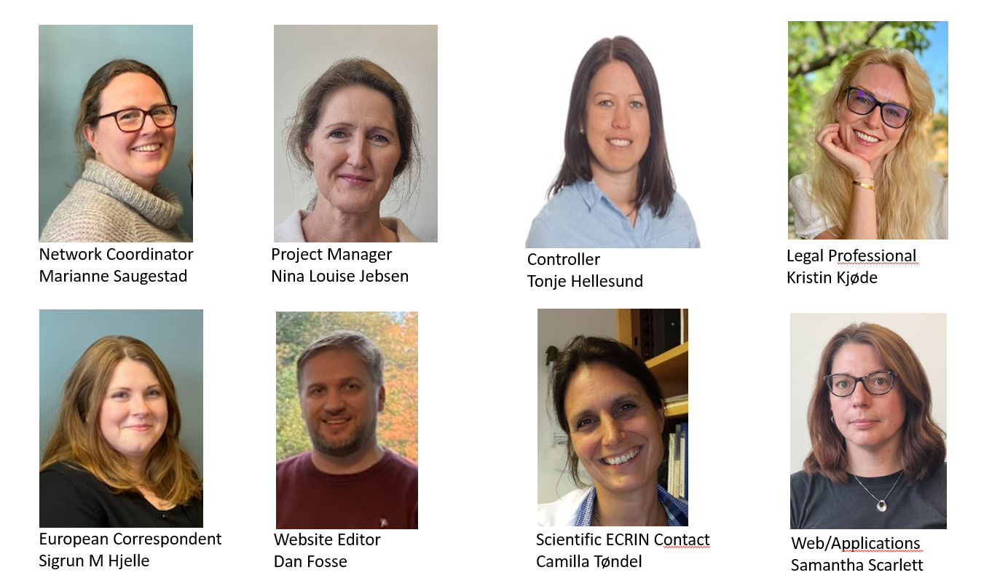 Network Coordinator
Marianne Saugestad
Project Manager
Nina Louise Jebsen
Controller
Tonje Hellesund
Legal Professional
Kristin Kjøde
European Correspondent
Sigrun M Hjelle
Website Editor
Dan Fosse
Scientific ECRIN Contact
Camilla Tøndel
Web/Applications
Samantha Scarlett